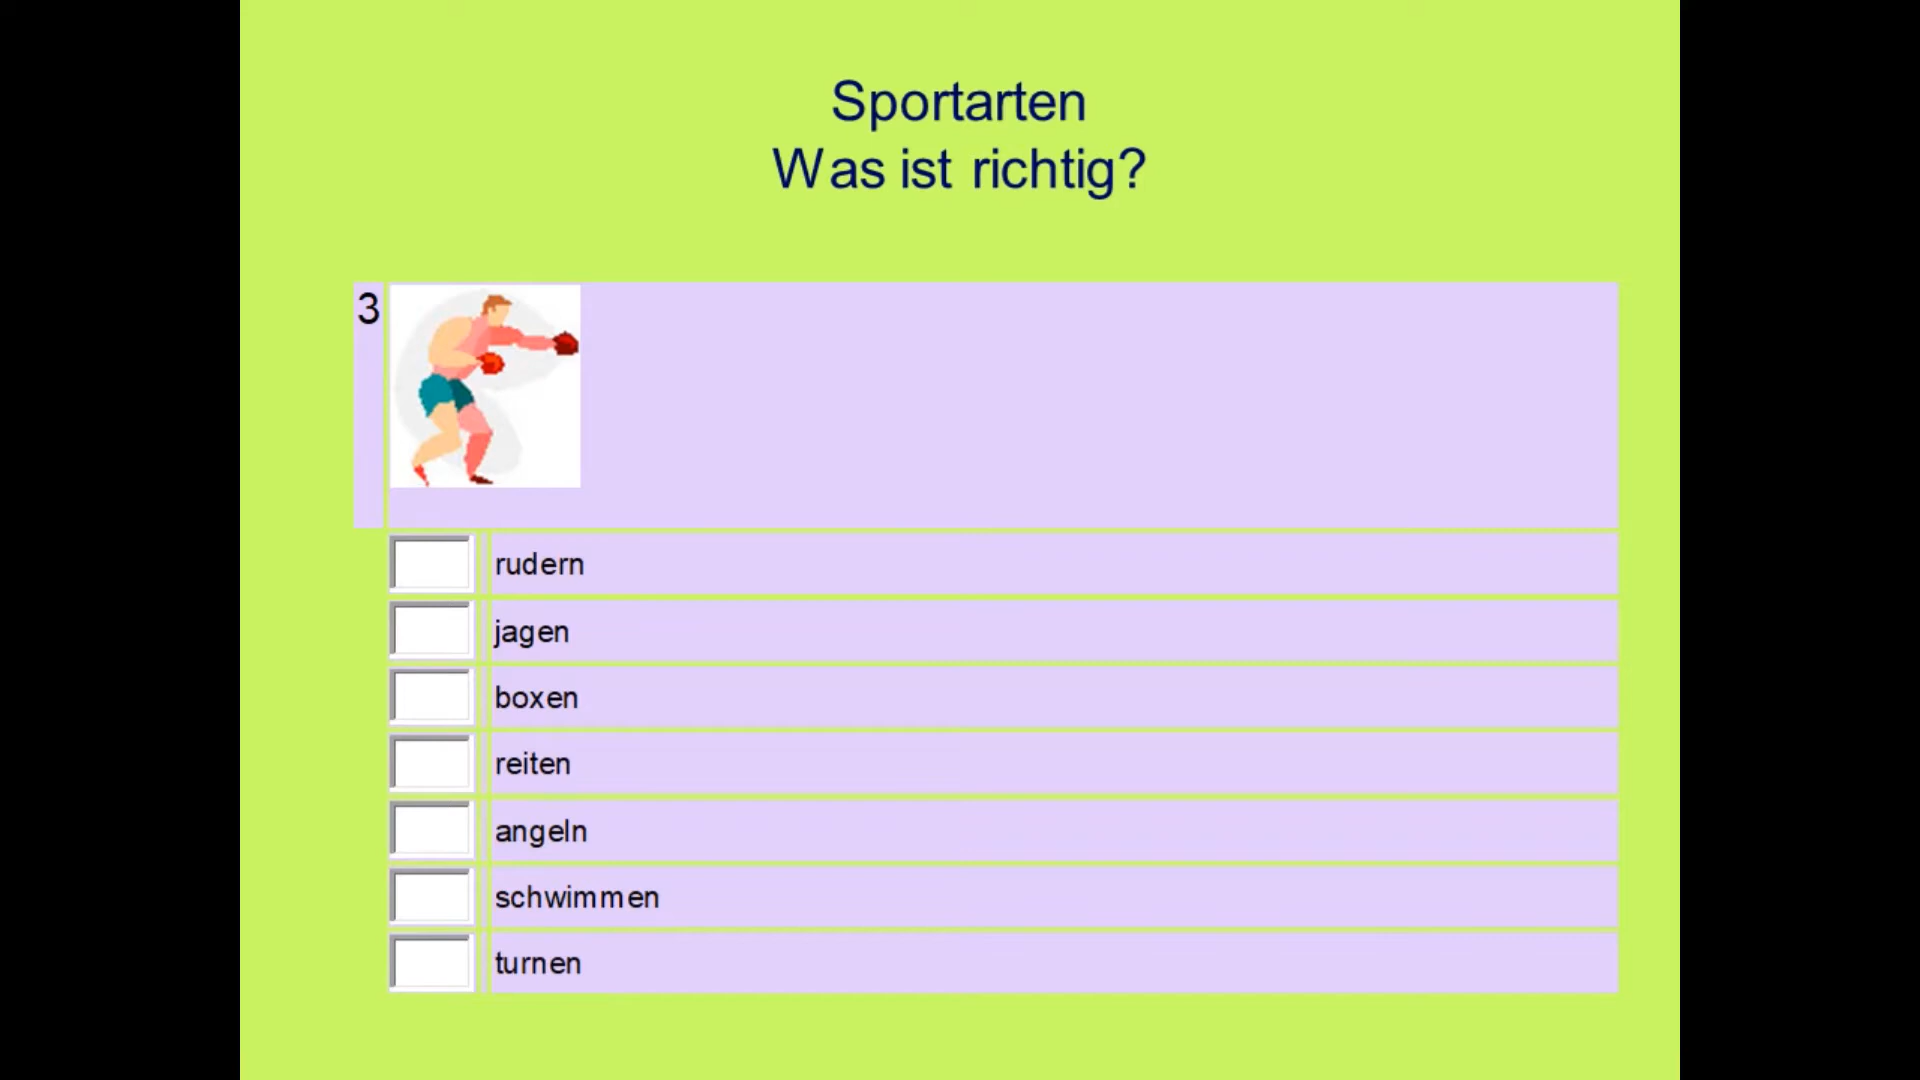 Sportarten
Was ist richtig?
3
rudern
jagen
boxen
reiten
angeln
schwimmen
turnen